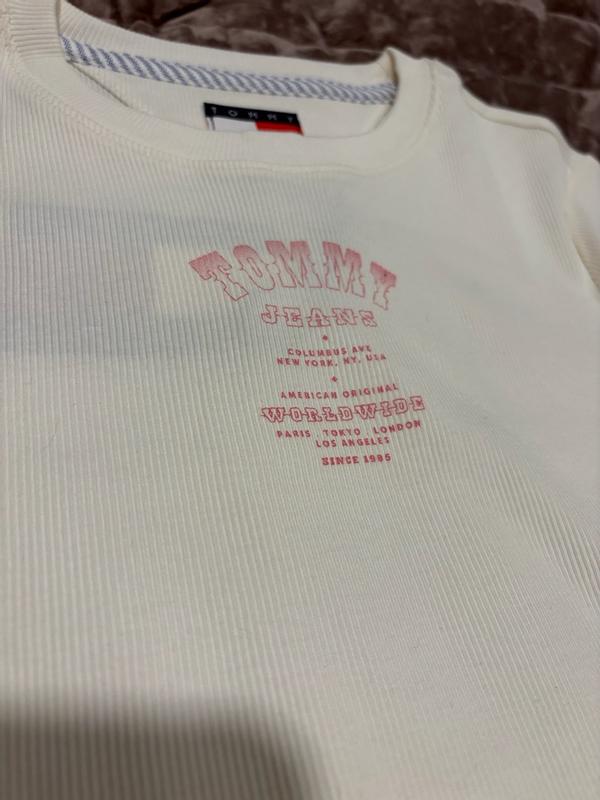 TOMMY
TOMMY
JEANS
COLUMBUS AVE
NEW YORK, NY, USA
AMERICAN ORIGINAL
WORLDWIDE
PARIS TOKYO LONDON
LOS ANGELES
SINCE 1985